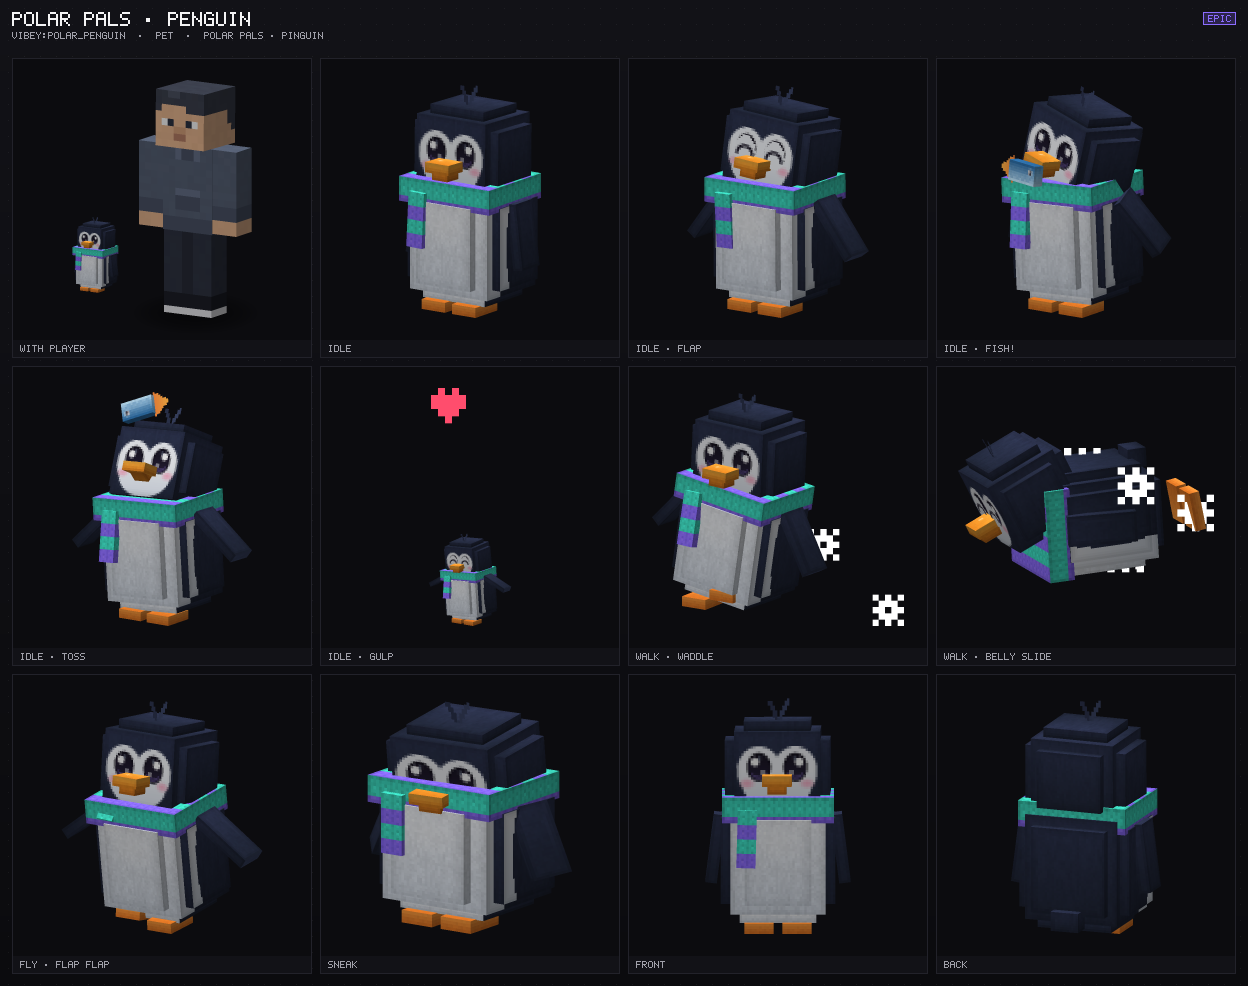 POLAR PALS • PENGUIN
EPIC
VIBEY:POLAR_PENGUIN • PET • POLAR PALS • PINGUIN
WITH PLAYER
IDLE
IDLE • FLAP
IDLE • FISH!
IDLE • TOSS
IDLE • GULP
WALK • WADDLE
WALK • BELLY SLIDE
FLY • FLAP FLAP
SNEAK
FRONT
BACK